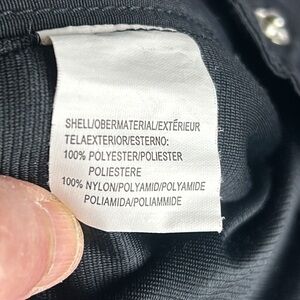 SHELL/OBERMATERIAL/EXTÉRIEUR
TELAEXTERIOR/ESTERNO:
100% POLYESTER/POLIESTER
POLIESTERE
100% NYLON/POLYAMID/POLYAMIDE
POLIAMIDA/POLIAMMIDE